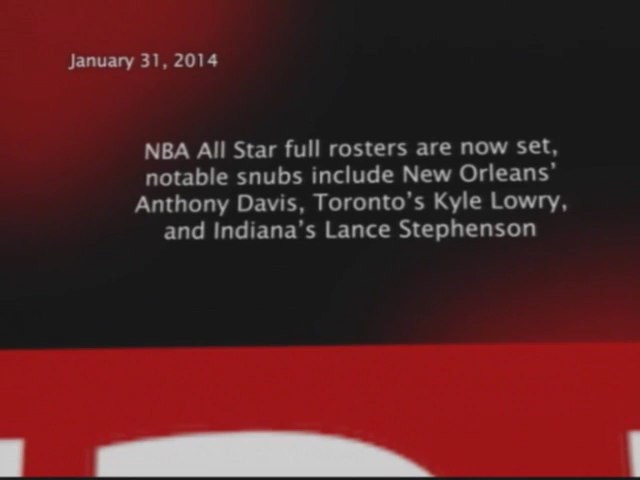 January 31, 2014
NBA All Star full rosters are now set,
notable snubs include New Orleans'
Anthony Davis, Toronto's Kyle Lowry,
and Indiana's Lance Stephenson